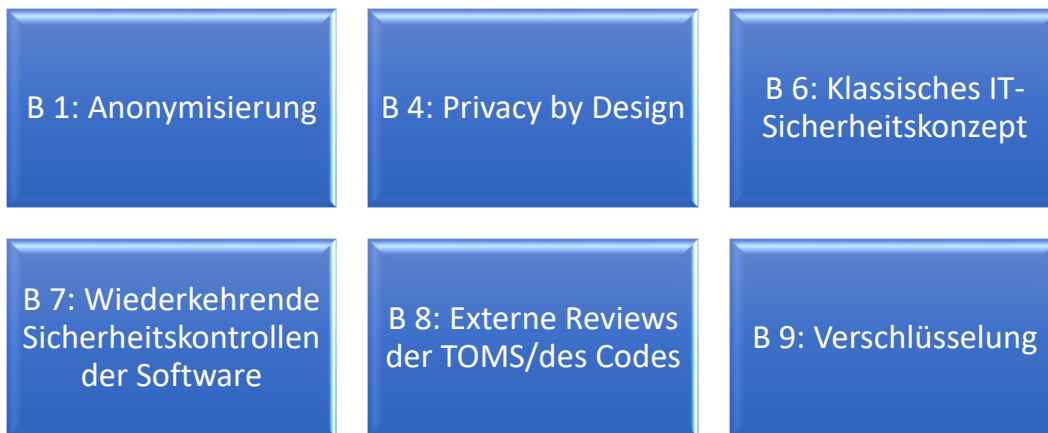 B 1: Anonymisierung
B 4: Privacy by Design
B 6: Klassisches IT-
Sicherheitskonzept
B 7: Wiederkehrende
Sicherheitskontrollen
der Software
B 8: Externe Reviews
der TOMS/des Codes
B 9: Verschlüsselung